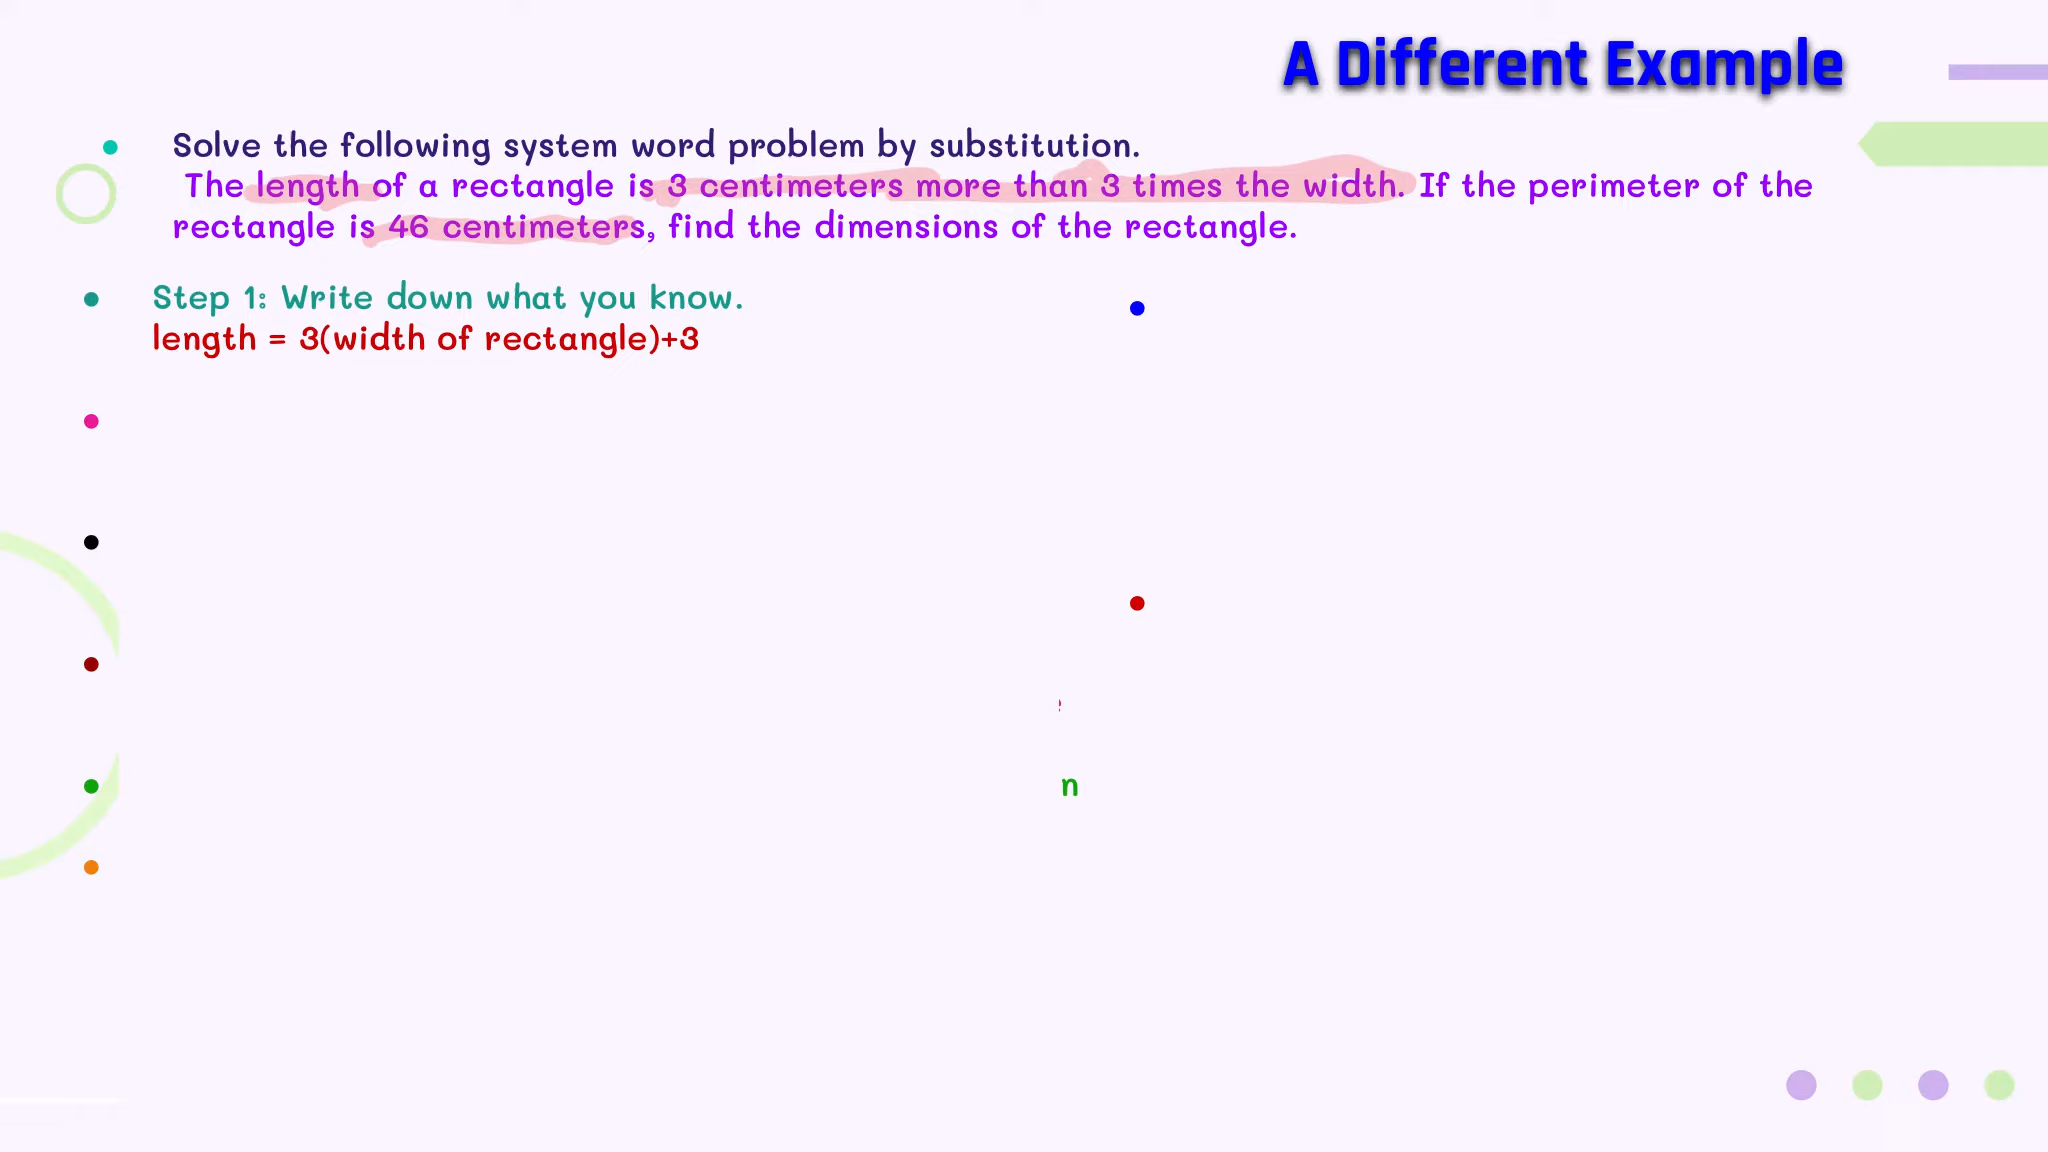 A Different Example
Solve the following system word problem by substitution.
The length of a rectangle is 3 centimeters more than 3 times the width. If the perimeter of the
rectangle is 46 centimeters, find the dimensions of the rectangle.
Step 1: Write down what you know.
length = 3(width of rectangle)+3
n